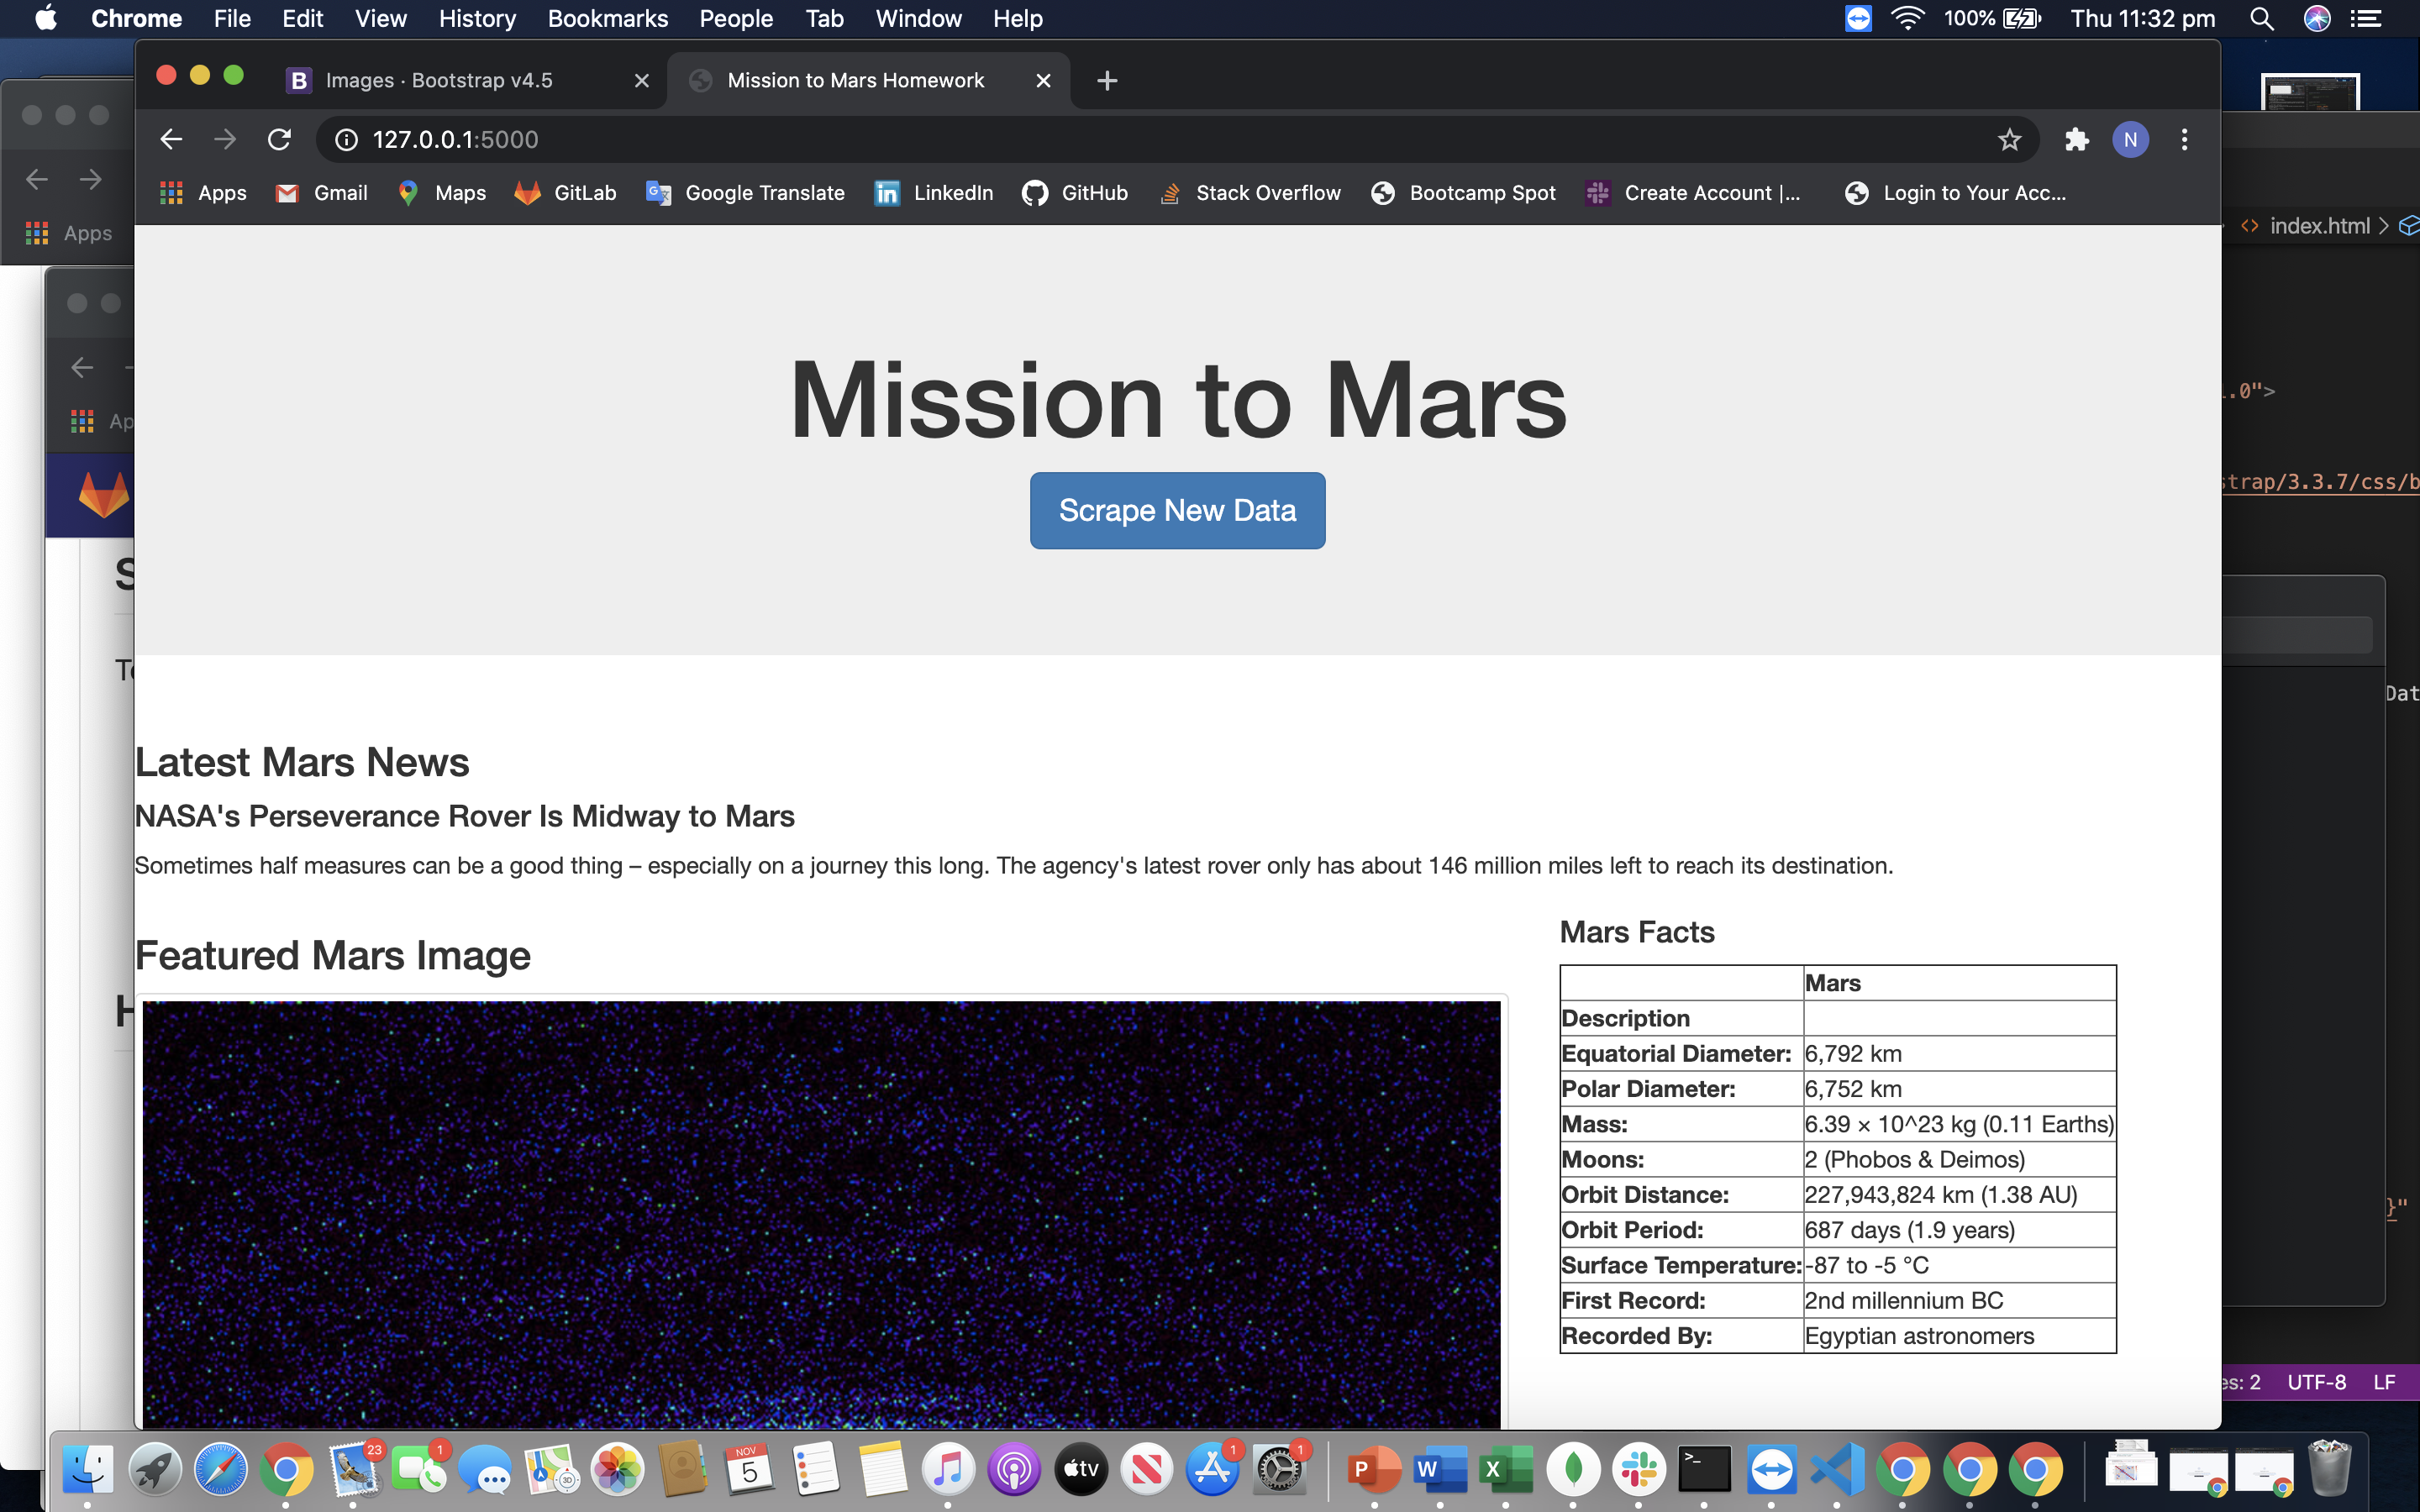 Chrome File Edit View History Bookmarks People Tab Window Help 100% Thu 11:32 pm
Images · Bootstrap v4.5 Mission to Mars Homework
127.0.0.1:5000 N
Apps Gmail Maps GitLab Google Translate LinkedIn GitHub Stack Overflow Bootcamp Spot Create Account |... Login to Your Acc...
Apps
index.html
Mission to Mars
.0">
strap/3.3.7/css/b
Scrape New Data
Dat
Latest Mars News
NASA's Perseverance Rover Is Midway to Mars
Sometimes half measures can be a good thing – especially on a journey this long. The agency's latest rover only has about 146 million miles left to reach its destination.
Featured Mars Image
Mars Facts
Mars
Description
Equatorial Diameter: 6,792 km
Polar Diameter: 6,752 km
Mass: 6.39 × 10^23 kg (0.11 Earths)
Moons: 2 (Phobos & Deimos)
Orbit Distance: 227,943,824 km (1.38 AU)
Orbit Period: 687 days (1.9 years)
Surface Temperature: -87 to -5 °C
First Record: 2nd millennium BC
Recorded By: Egyptian astronomers
}"
es: 2 UTF-8 LF
23 1 NOV 5 3D tv 1 1 P W X >_